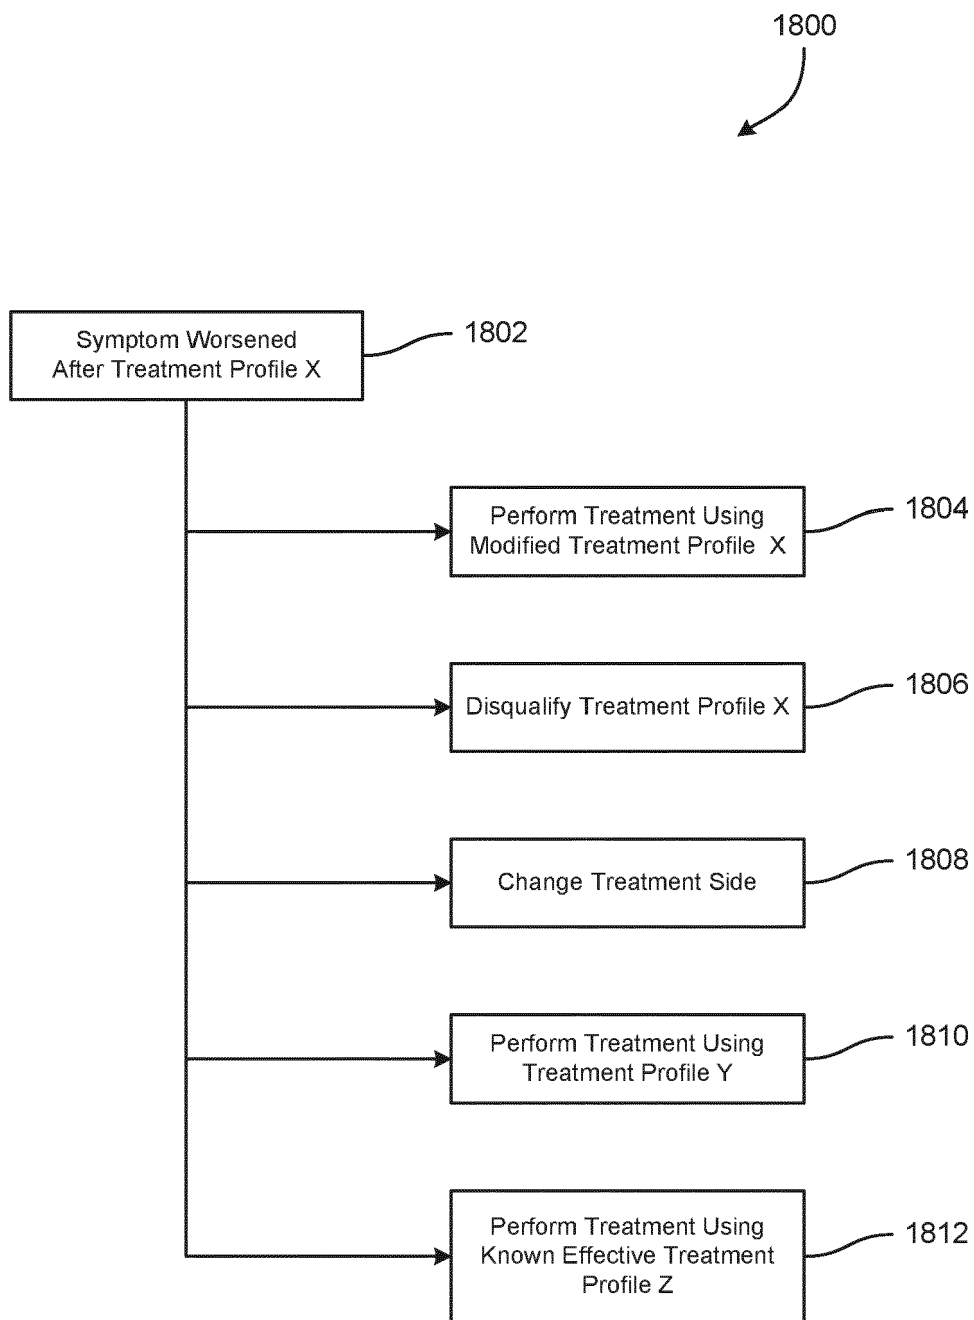 1800
Symptom Worsened
After Treatment Profile X
1802
Perform Treatment Using
Modified Treatment Profile X
1804
Disqualify Treatment Profile X
1806
Change Treatment Side
1808
Perform Treatment Using
Treatment Profile Y
1810
Perform Treatment Using
Known Effective Treatment
Profile Z
1812